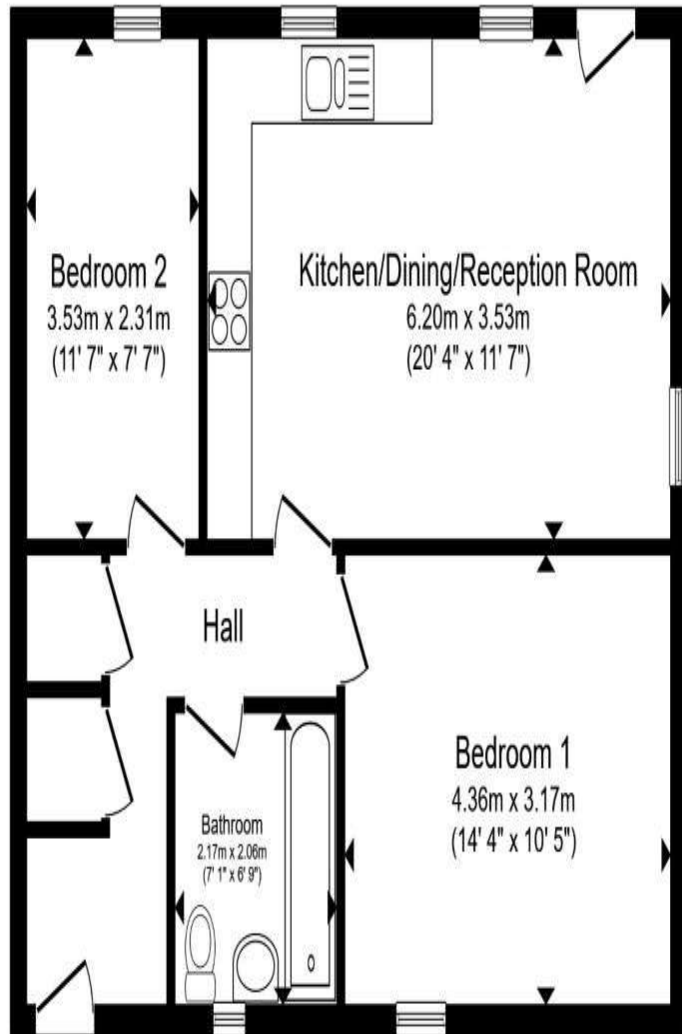 Bedroom 2
3.53m x 2.31m
(11' 7" x 7' 7")
Kitchen/Dining/Reception Room
6.20m x 3.53m
(20' 4" x 11' 7")
Hall
Bedroom 1
4.36m x 3.17m
(14' 4" x 10' 5")
Bathroom
2.17m x 2.06m
(7' 1" x 6' 9")